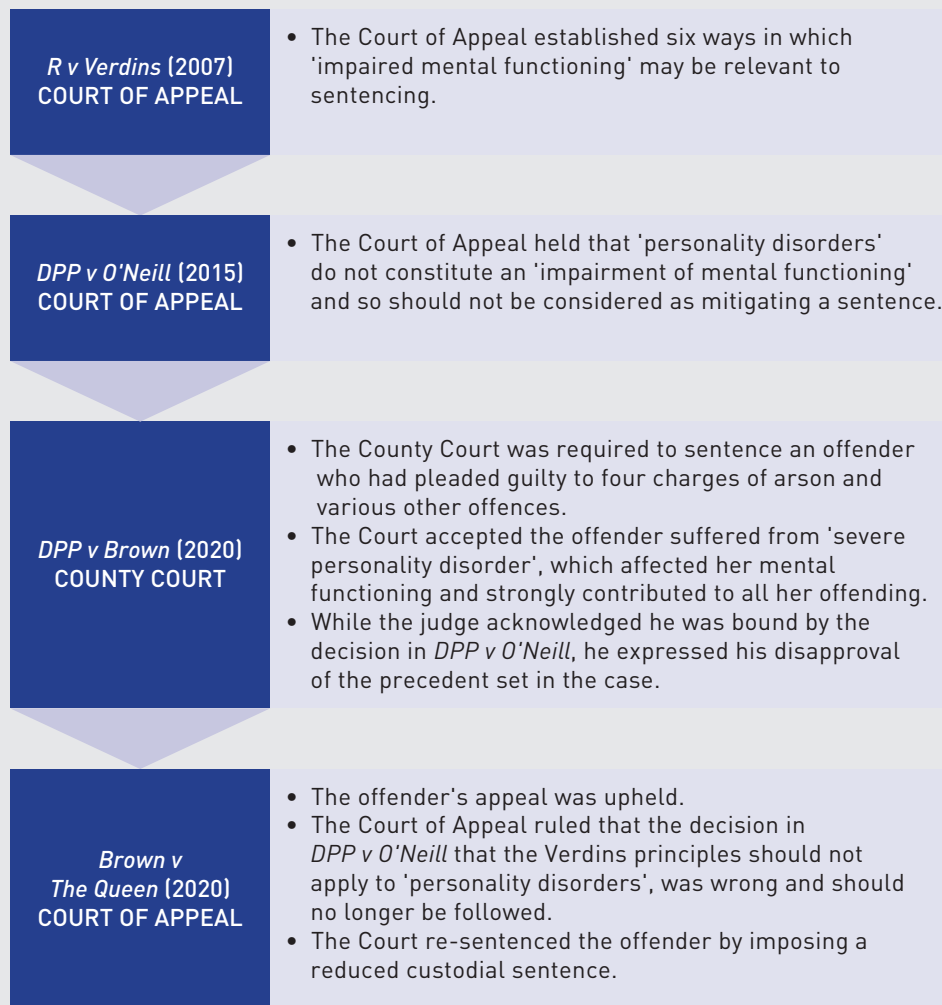 R v Verdins (2007)
COURT OF APPEAL
• The Court of Appeal established six ways in which
'impaired mental functioning' may be relevant to
sentencing.
DPP v O'Neill (2015)
COURT OF APPEAL
• The Court of Appeal held that 'personality disorders'
do not constitute an 'impairment of mental functioning'
and so should not be considered as mitigating a sentence.
DPP v Brown (2020)
COUNTY COURT
• The County Court was required to sentence an offender
who had pleaded guilty to four charges of arson and
various other offences.
• The Court accepted the offender suffered from 'severe
personality disorder', which affected her mental
functioning and strongly contributed to all her offending.
• While the judge acknowledged he was bound by the
decision in DPP v O'Neill, he expressed his disapproval
of the precedent set in the case.
Brown v
The Queen (2020)
COURT OF APPEAL
• The offender's appeal was upheld.
• The Court of Appeal ruled that the decision in
DPP v O'Neill that the Verdins principles should not
apply to 'personality disorders', was wrong and should
no longer be followed.
• The Court re-sentenced the offender by imposing a
reduced custodial sentence.